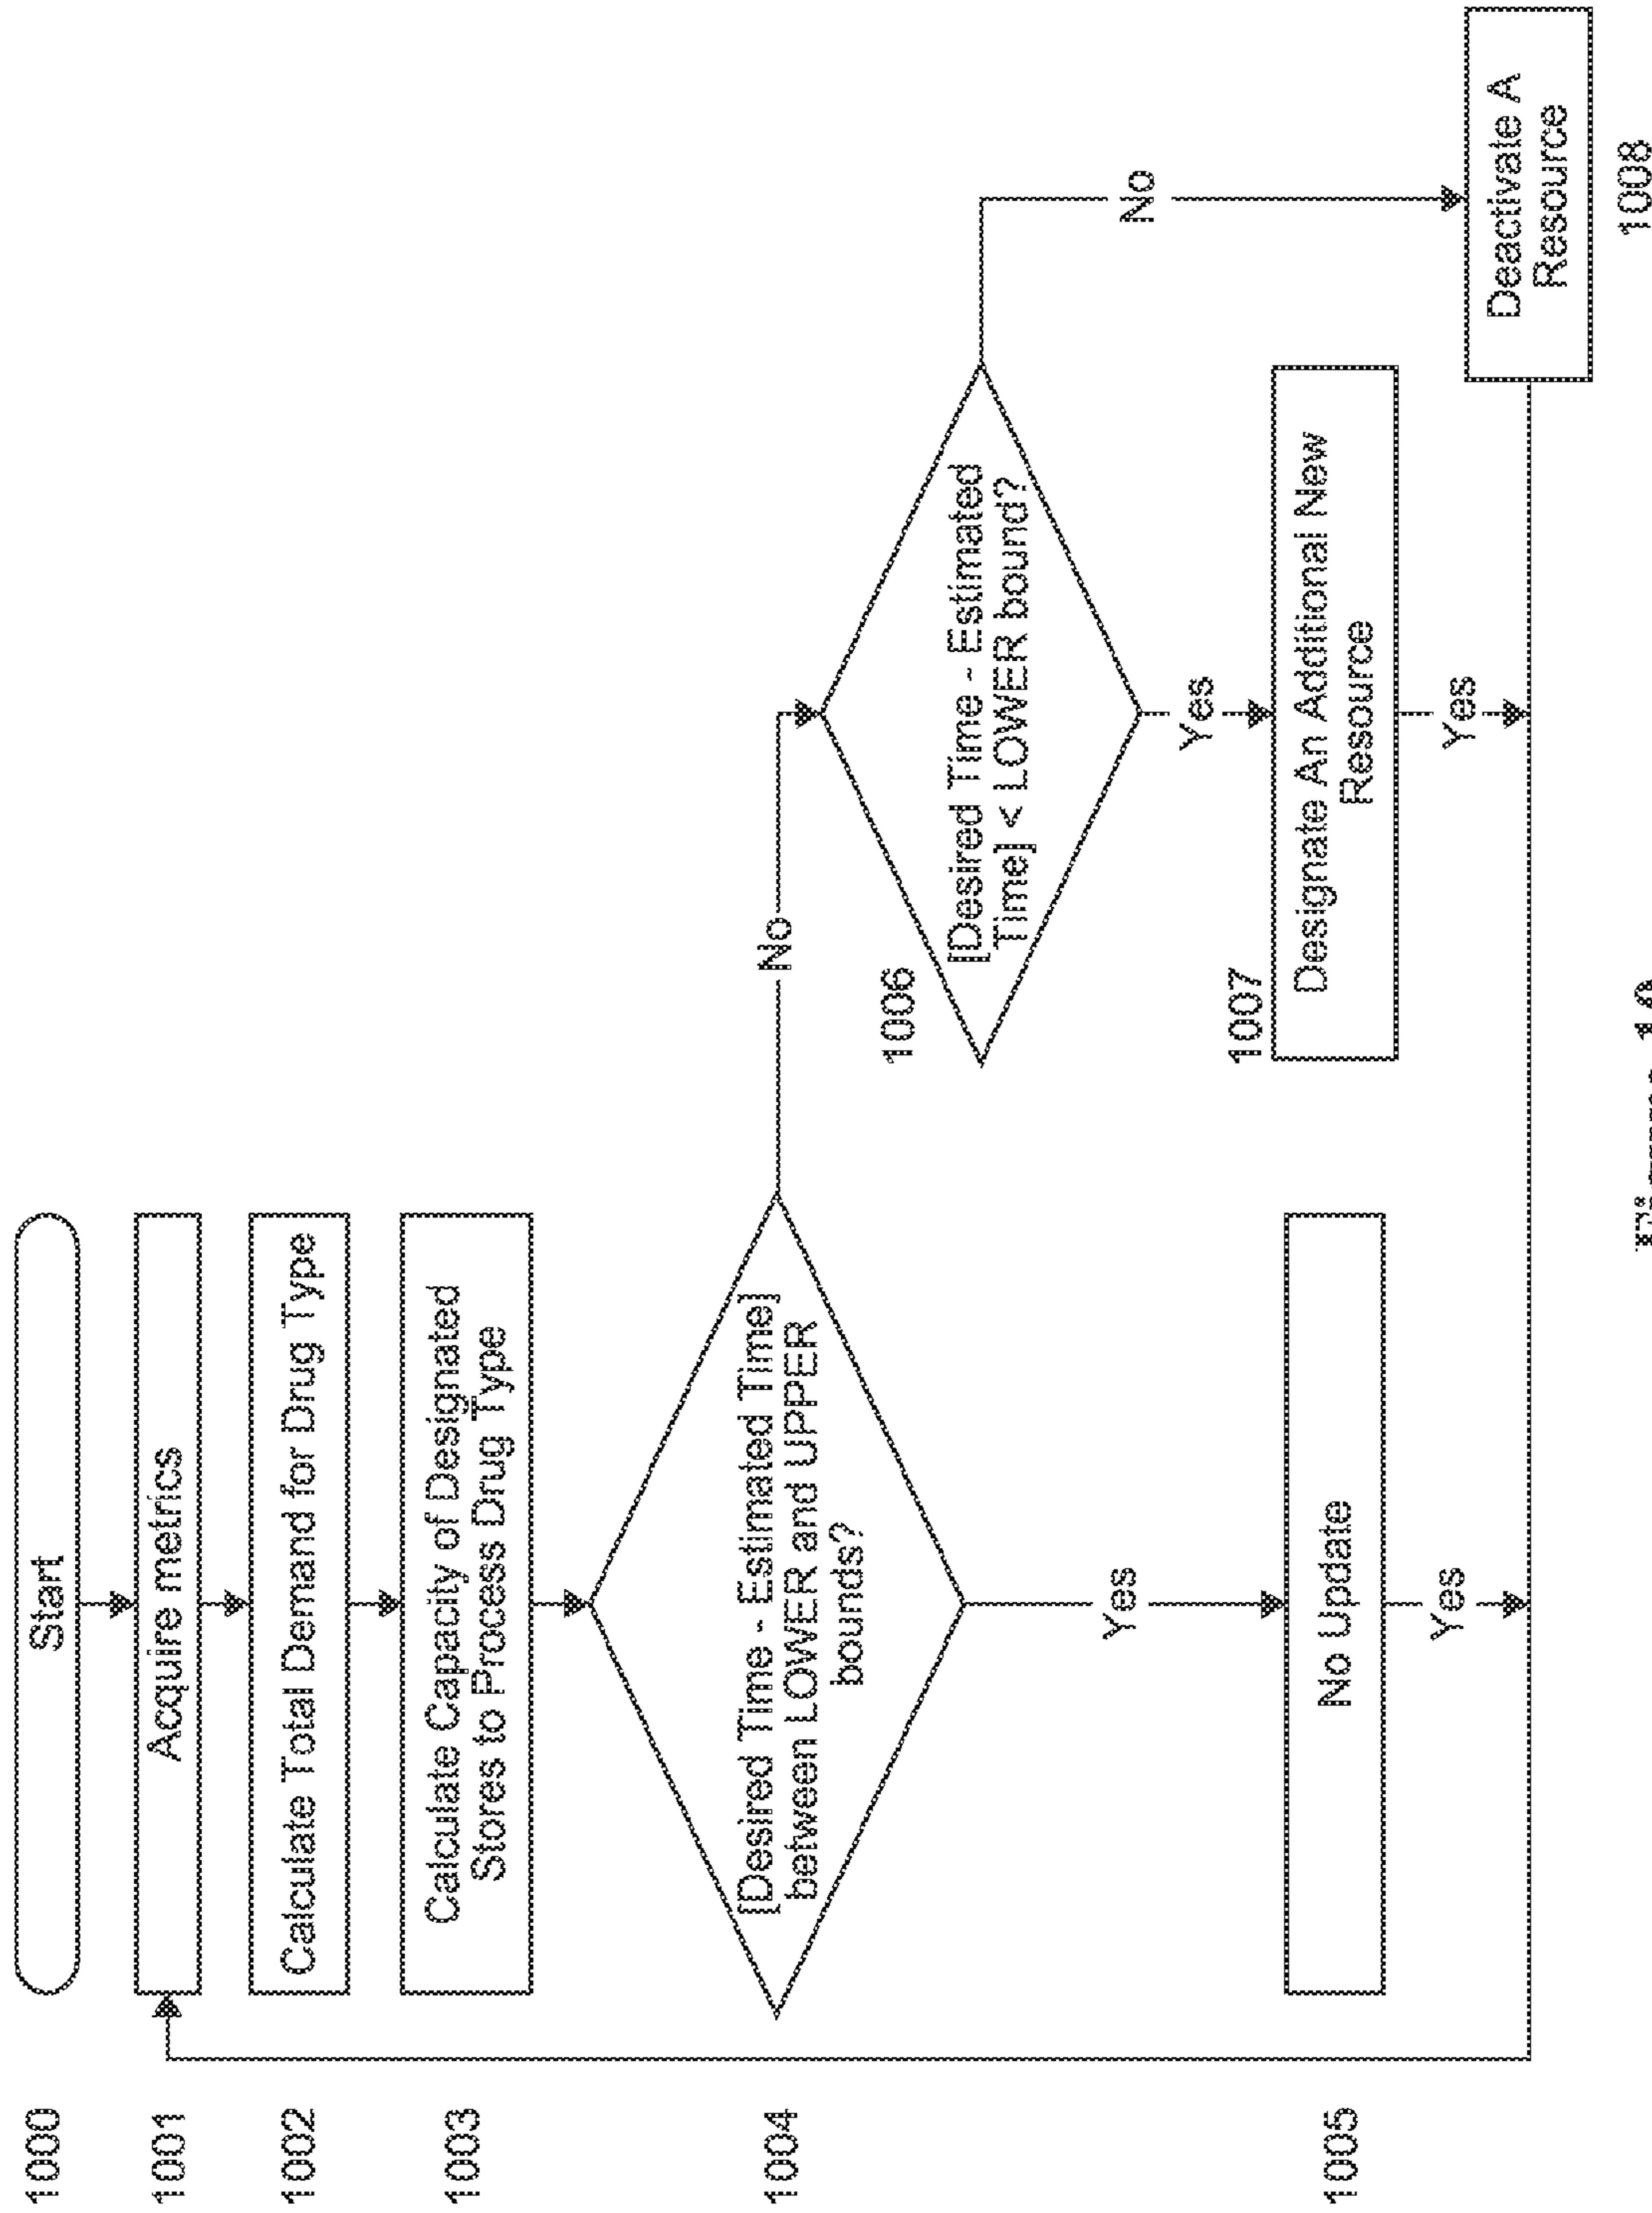 1000
Start
1001
Acquire metrics
1002
Calculate Total Demand for Drug Type
1003
Calculate Capacity of Designated
Stores to Process Drug Type
1004
[Desired Time - Estimated Time]
between LOWER and UPPER
bounds?
No
Yes
1005
No Update
Yes
1006
[Desired Time - Estimated
Time] < LOWER bound?
No
Yes
1007
Designate An Additional New
Resource
Yes
Deactivate A
Resource
1008